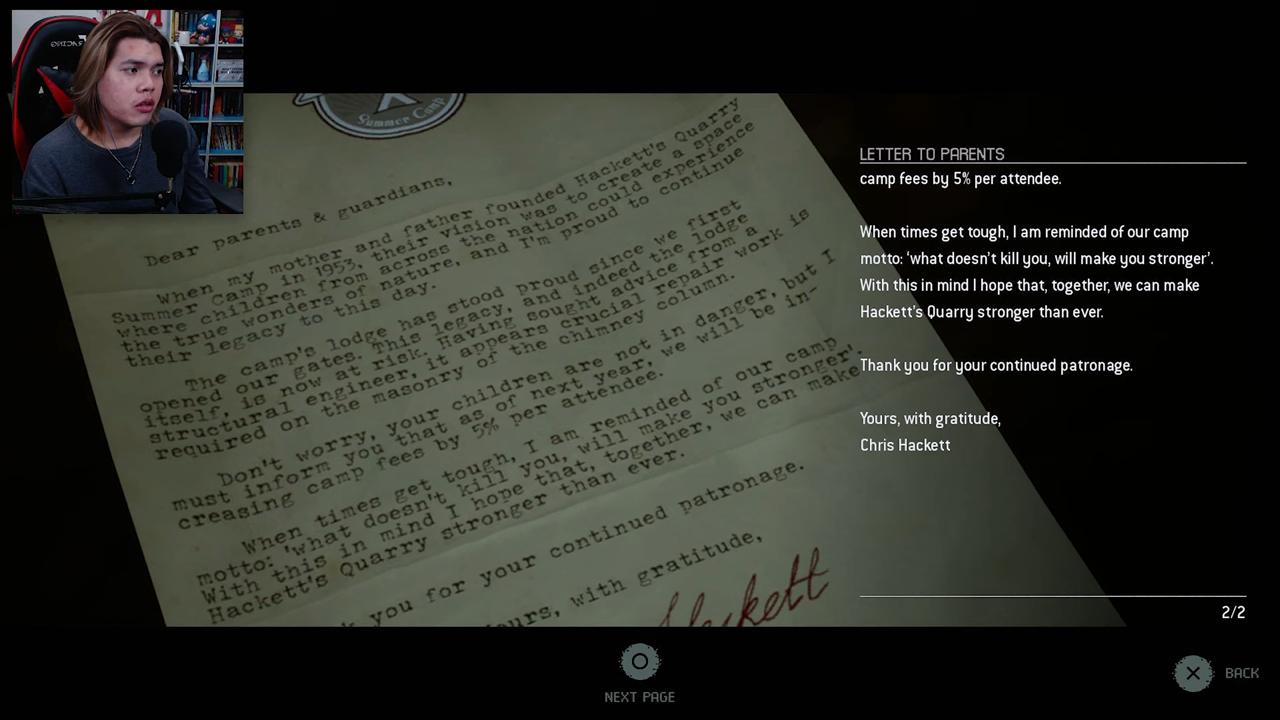 Summer Camp
Dear parents & guardians,
When my mother and father founded Hackett's Quarry
Summer Camp in 1953, their vision was to create a space
where children from across the nation could experience
the true wonders of nature, and I'm proud to continue
their legacy to this day.
The camp's lodge has stood proud since we first
opened our gates. This legacy, and indeed the lodge
itself, is now at risk. Having sought advice from a
structural engineer, it appears crucial repair work is
required on the masonry of the chimney column.
Don't worry, your children are not in danger, but I
must inform you that as of next year, we will be in-
creasing camp fees by 5% per attendee.
When times get tough, I am reminded of our camp
motto: 'what doesn't kill you, will make you stronger'.
With this in mind I hope that, together, we can make
Hackett's Quarry stronger than ever.
you for your continued patronage.
with gratitude,
Hackett
LETTER TO PARENTS
camp fees by 5% per attendee.
When times get tough, I am reminded of our camp
motto: 'what doesn't kill you, will make you stronger'.
With this in mind I hope that, together, we can make
Hackett's Quarry stronger than ever.
Thank you for your continued patronage.
Yours, with gratitude,
Chris Hackett
2/2
NEXT PAGE
BACK